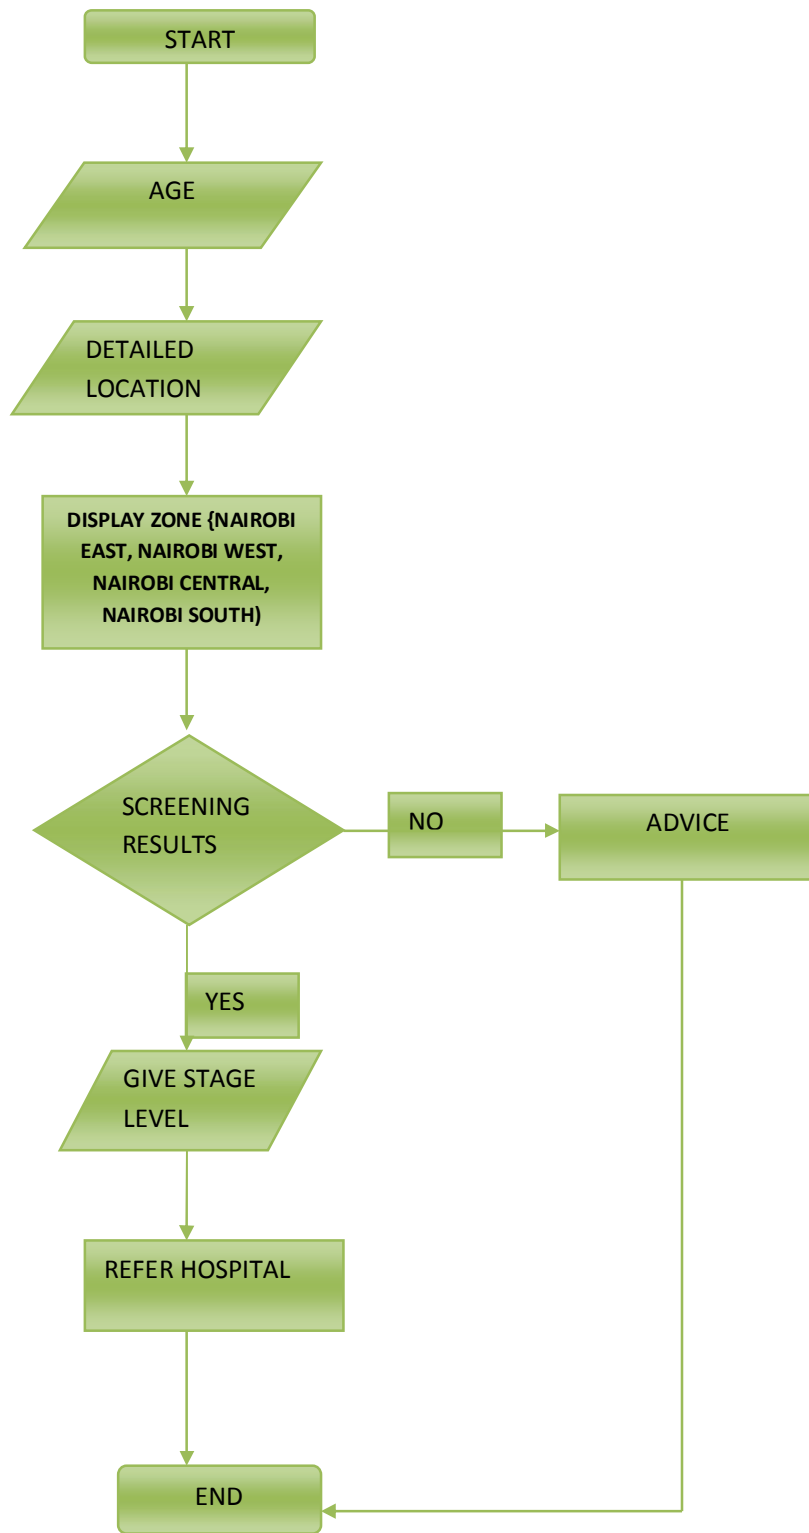 START
AGE
DETAILED
LOCATION
DISPLAY ZONE {NAIROBI
EAST, NAIROBI WEST,
NAIROBI CENTRAL,
NAIROBI SOUTH)
SCREENING
RESULTS
NO
ADVICE
YES
GIVE STAGE
LEVEL
REFER HOSPITAL
END